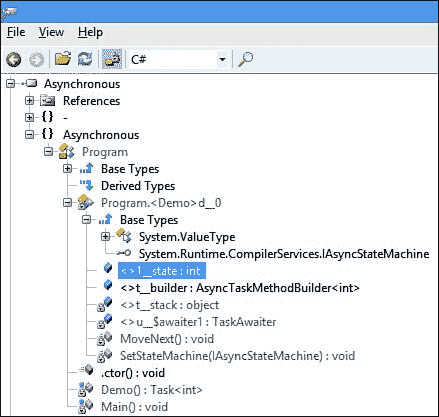 File View Help
C#
Asynchronous
References
{ } -
{ } Asynchronous
Program
Base Types
Derived Types
Program.<Demo>d__0
Base Types
System.ValueType
System.Runtime.CompilerServices.IAsyncStateMachine
<>1__state : int
<>t__builder : AsyncTaskMethodBuilder<int>
<>t__stack : object
<>u__$awaiter1 : TaskAwaiter
MoveNext() : void
SetStateMachine(IAsyncStateMachine) : void
.ctor() : void
Demo() : Task<int>
Main() : void